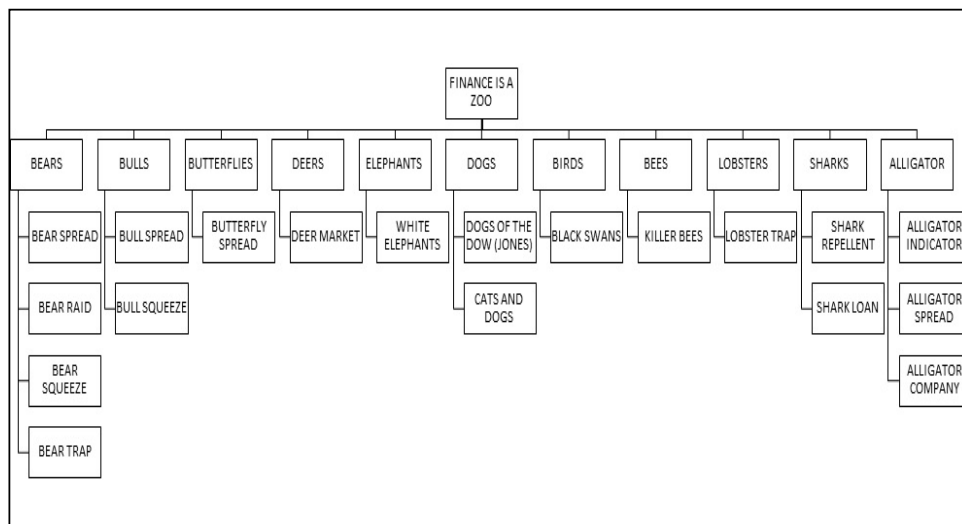 FINANCE IS A
ZOO
BEARS
BULLS
BUTTERFLIES
DEERS
ELEPHANTS
DOGS
BIRDS
BEES
LOBSTERS
SHARKS
ALLIGATOR
BEAR SPREAD
BEAR RAID
BEAR
SQUEEZE
BEAR TRAP
BULL SPREAD
BULL SQUEEZE
BUTTERFLY
SPREAD
DEER MARKET
WHITE
ELEPHANTS
DOGS OF THE
DOW (JONES)
CATS AND
DOGS
BLACK SWANS
KILLER BEES
LOBSTER TRAP
SHARK
REPELLENT
SHARK LOAN
ALLIGATOR
INDICATOR
ALLIGATOR
SPREAD
ALLIGATOR
COMPANY